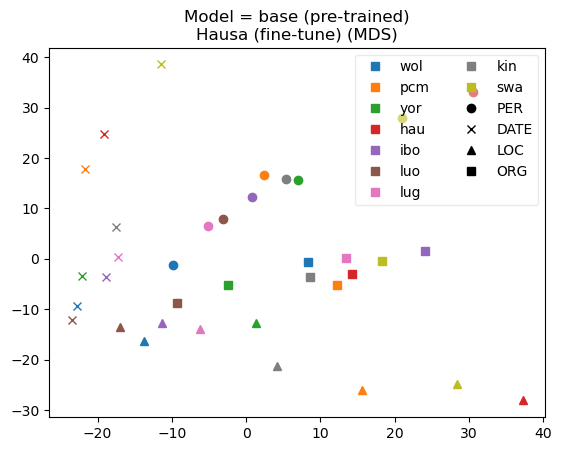 Model = base (pre-trained)
Hausa (fine-tune) (MDS)
40
30
20
10
0
−10
−20
−30
−20
−10
0
10
20
30
40
wol
pcm
yor
hau
ibo
luo
lug
kin
swa
PER
DATE
LOC
ORG